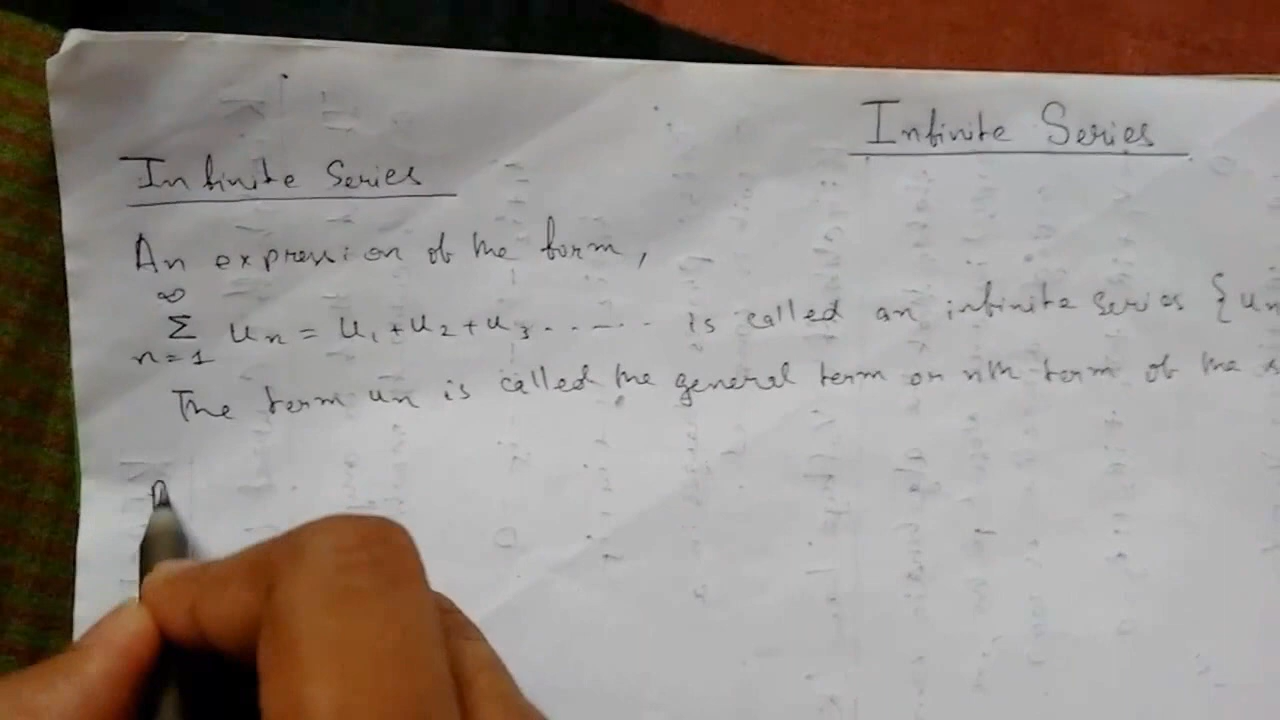 Infinite Series
Infinite Series
An expression of the form,
∞
Σ un = u1 + u2 + u3 ...... is called an infinite series {un
n=1
The term un is called the general term or nth term of the s